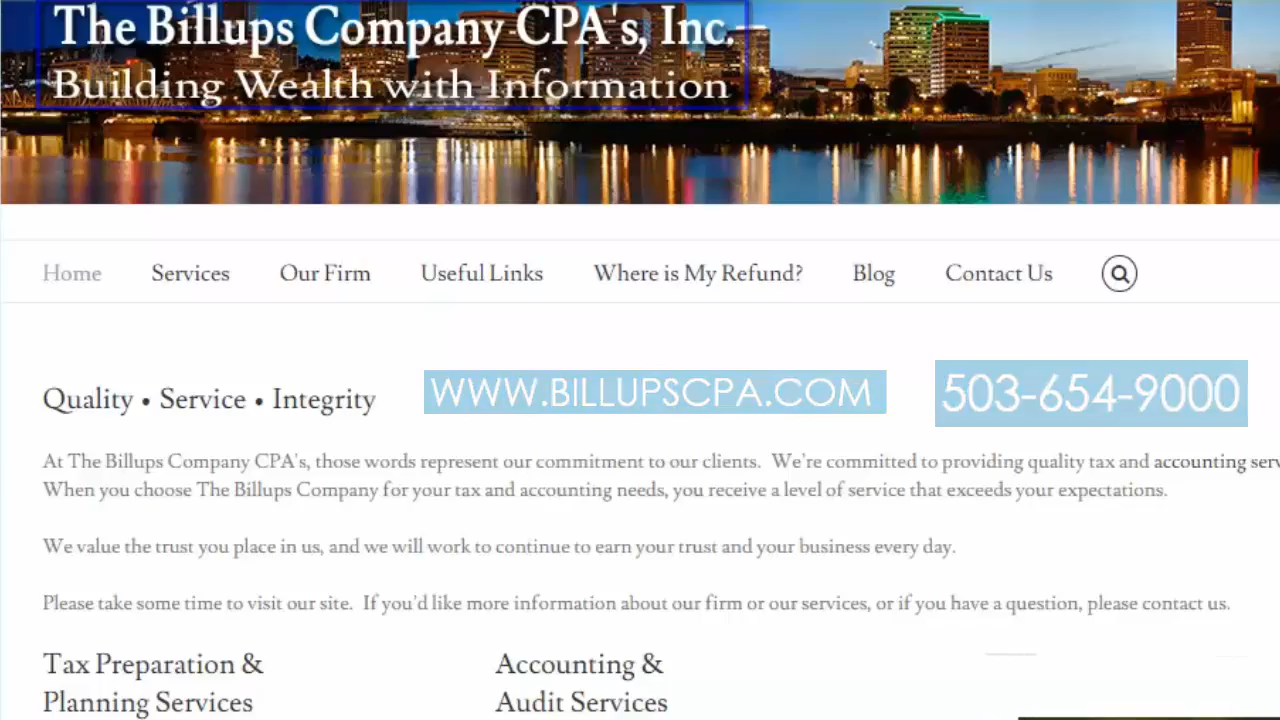 The Billups Company CPA's, Inc.
Building Wealth with Information
Home Services Our Firm Useful Links Where is My Refund? Blog Contact Us
Quality • Service • Integrity WWW.BILLUPSCPA.COM 503-654-9000
At The Billups Company CPA's, those words represent our commitment to our clients. We're committed to providing quality tax and accounting serv
When you choose The Billups Company for your tax and accounting needs, you receive a level of service that exceeds your expectations.
We value the trust you place in us, and we will work to continue to earn your trust and your business every day.
Please take some time to visit our site. If you'd like more information about our firm or our services, or if you have a question, please contact us.
Tax Preparation & Accounting &
Planning Services Audit Services